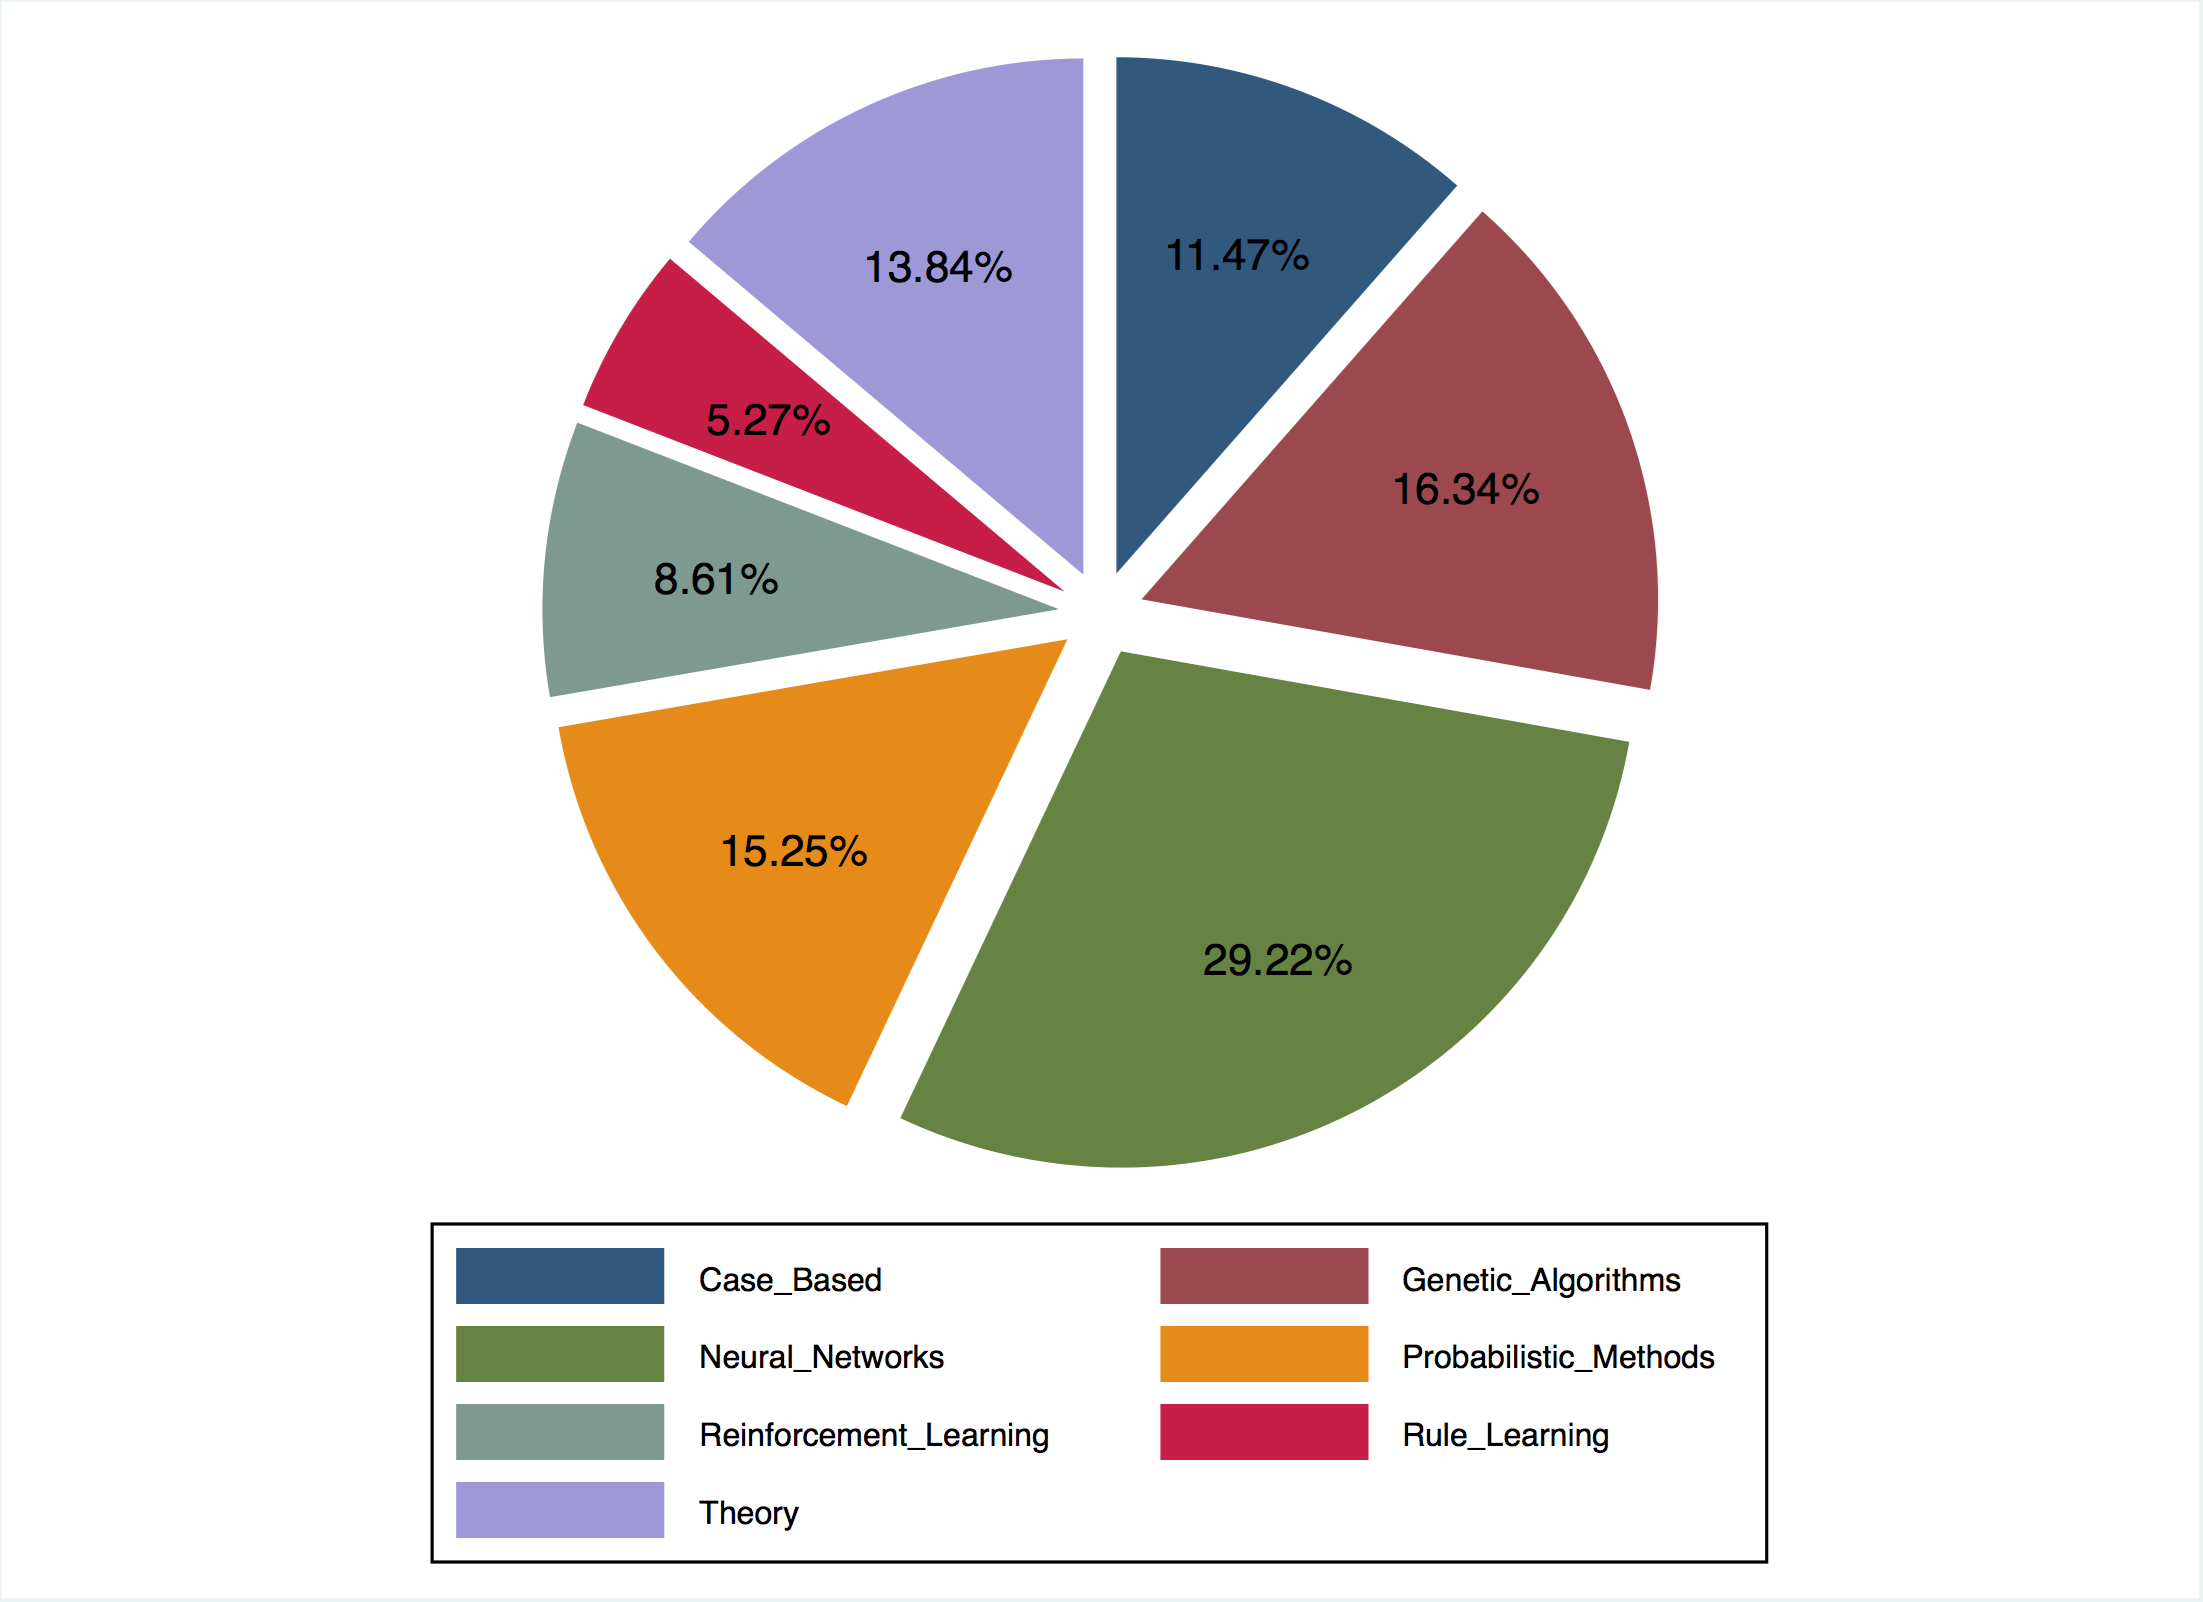 13.84%
11.47%
5.27%
16.34%
8.61%
15.25%
29.22%
Case_Based
Genetic_Algorithms
Neural_Networks
Probabilistic_Methods
Reinforcement_Learning
Rule_Learning
Theory